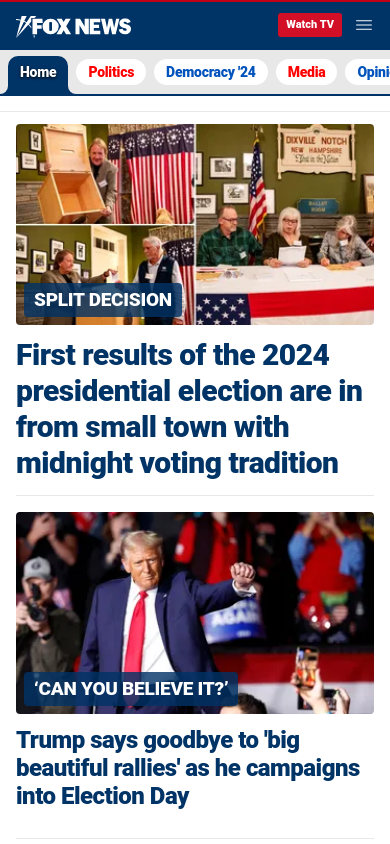 FOX NEWS
Watch TV
Home
Politics
Democracy '24
Media
Opini
DIXVILLE NOTCH
NEW HAMPSHIRE
First in the Nation
BALLOT
ROOM
SPLIT DECISION
First results of the 2024
presidential election are in
from small town with
midnight voting tradition
AGAIN
‘CAN YOU BELIEVE IT?’
Trump says goodbye to 'big
beautiful rallies' as he campaigns
into Election Day